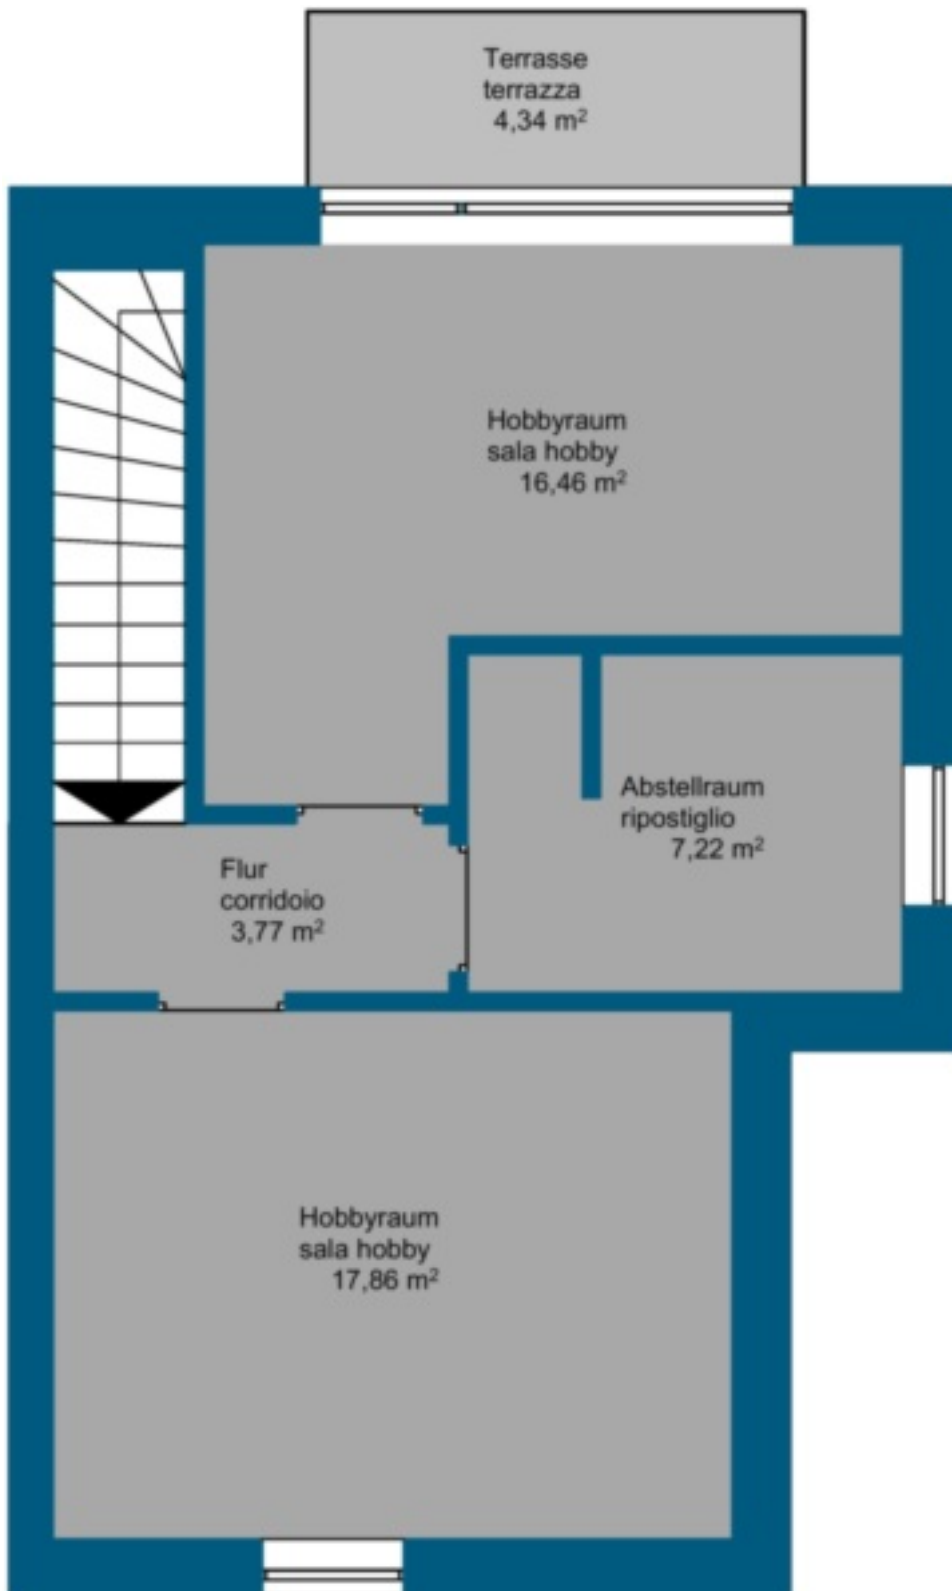 Terrasse
terrazza
4,34 m²
Hobbyraum
sala hobby
16,46 m²
Abstellraum
ripostiglio
7,22 m²
Flur
corridoio
3,77 m²
Hobbyraum
sala hobby
17,86 m²